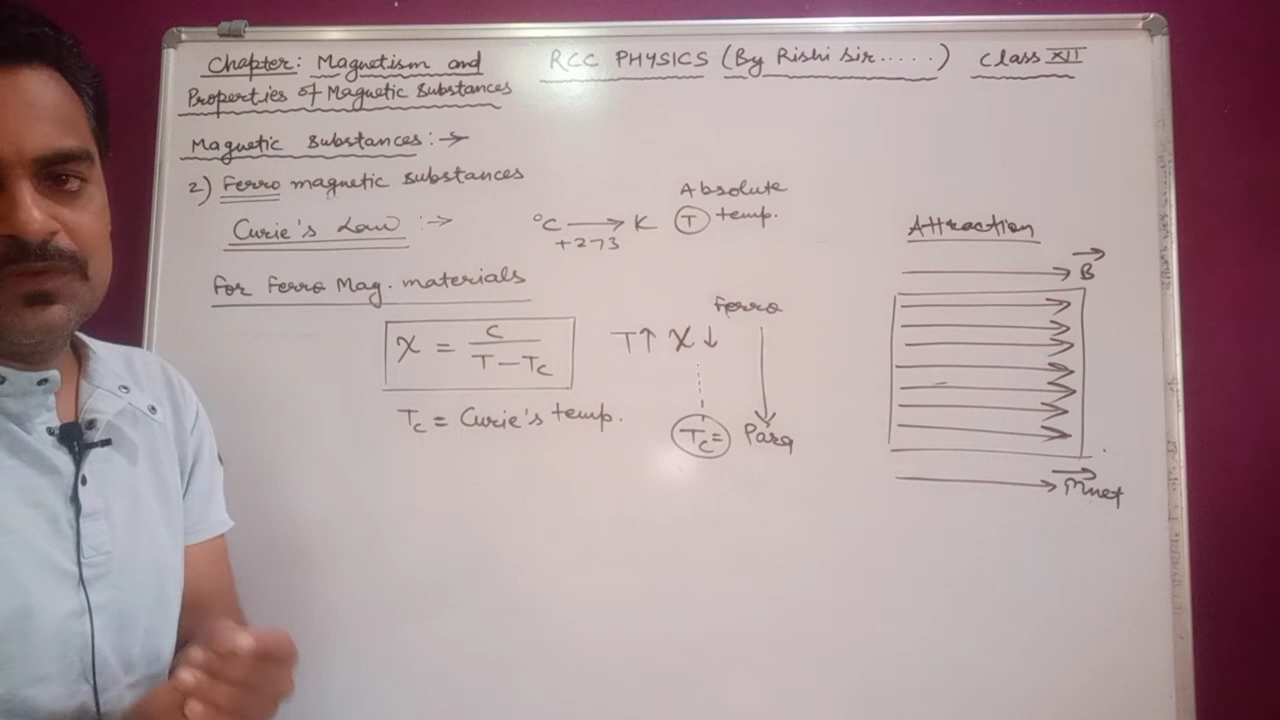 Chapter: Magnetism and
Properties of Magnetic Substances
RCC PHYSICS (By Rishi Sir.....) Class XII
Magnetic Substances :→
2) Ferro magnetic substances
Curie's Law :→
°C → K
+273
Absolute
T temp.
For Ferro Mag. materials
χ = C / T - Tc
Tc = Curie's temp.
T↑ χ↓
Tc =
Ferro
Para
Attraction
B
Mnet